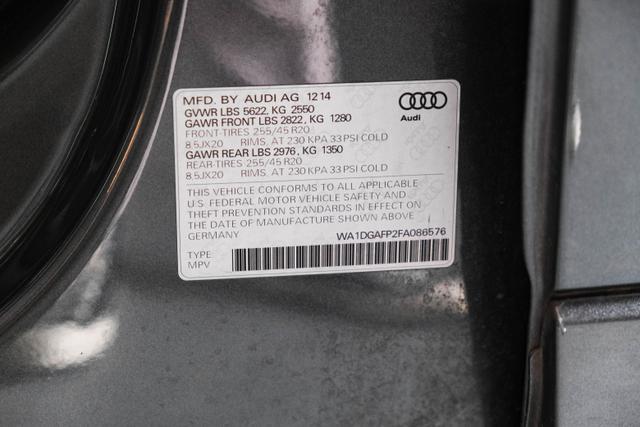 MFD. BY AUDI AG 12 14
GVWR LBS 5622, KG 2550
GAWR FRONT LBS 2822, KG 1280
FRONT-TIRES 255/45 R20
8.5JX20 RIMS, AT 230 KPA 33 PSI COLD
GAWR REAR LBS 2976, KG 1350
REAR-TIRES 255/45 R20
8.5JX20 RIMS, AT 230 KPA 33 PSI COLD
Audi
THIS VEHICLE CONFORMS TO ALL APPLICABLE
U.S. FEDERAL MOTOR VEHICLE SAFETY AND
THEFT PREVENTION STANDARDS IN EFFECT ON
THE DATE OF MANUFACTURE SHOWN ABOVE
GERMANY WA1DGAFP2FA086576
TYPE
MPV